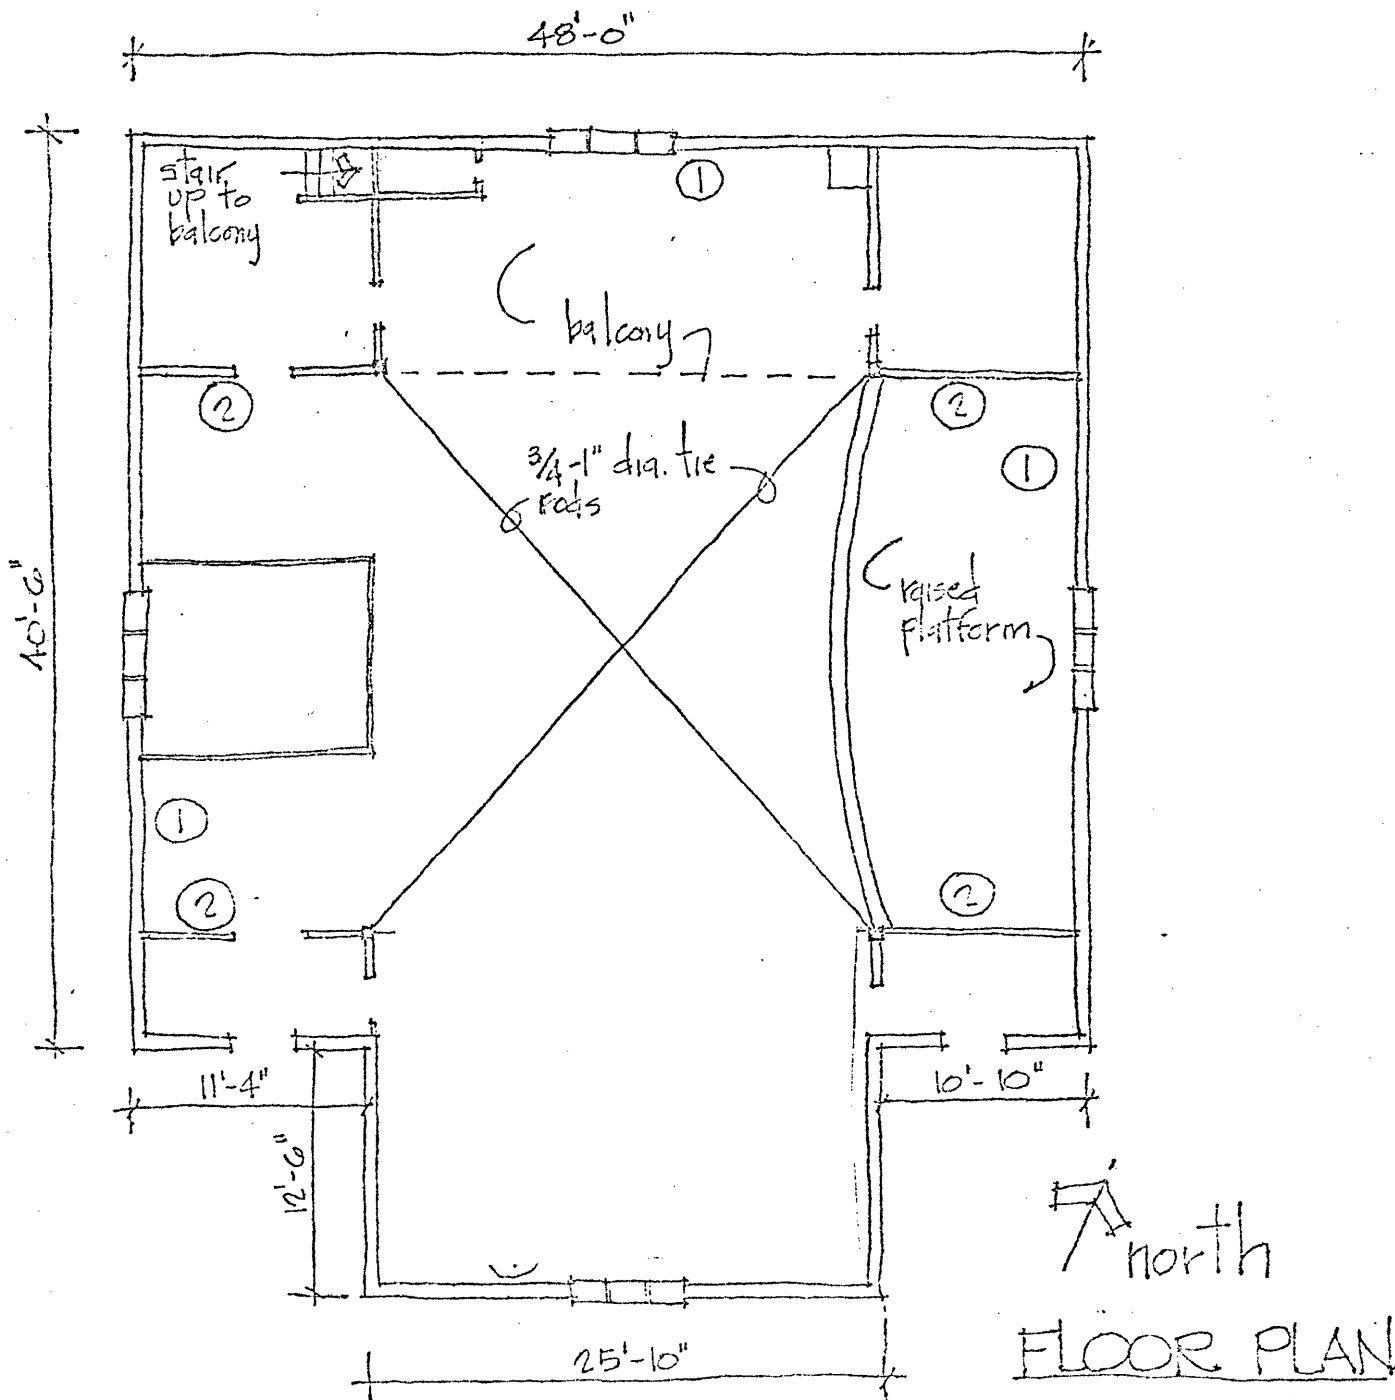 48'-0"
stair
up to
balcony
1
balcony
2
2
1
3/4-1" dia. tie
rods
40'-6"
raised
platform
1
2
2
11'-4"
10'-10"
12'-6"
north
25'-10"
FLOOR PLAN